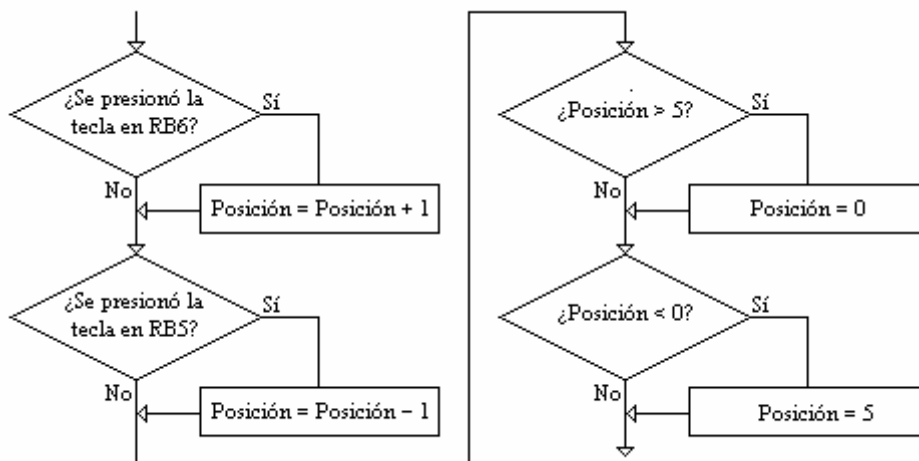 ¿Se presionó la
tecla en RB6?
Sí
No
Posición = Posición + 1
¿Se presionó la
tecla en RB5?
Sí
No
Posición = Posición – 1
¿Posición > 5?
Sí
No
Posición = 0
¿Posición < 0?
Sí
No
Posición = 5